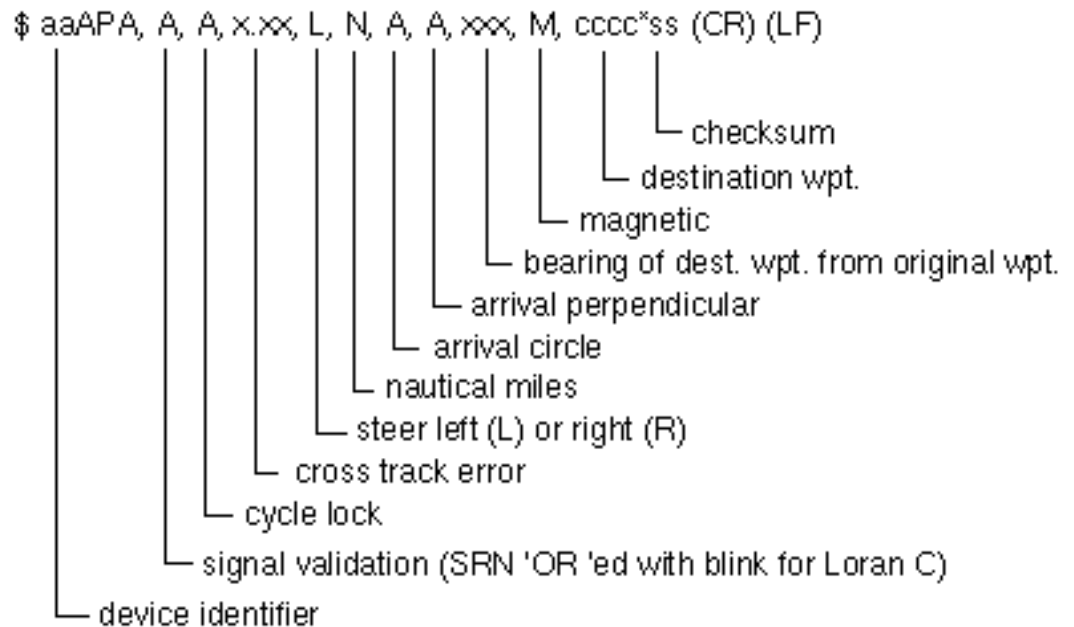 $ aaAPA, A, A, x.xx, L, N, A, A, xxx, M, cccc*ss (CR) (LF)
checksum
destination wpt.
magnetic
bearing of dest. wpt. from original wpt.
arrival perpendicular
arrival circle
nautical miles
steer left (L) or right (R)
cross track error
cycle lock
signal validation (SRN 'OR 'ed with blink for Loran C)
device identifier